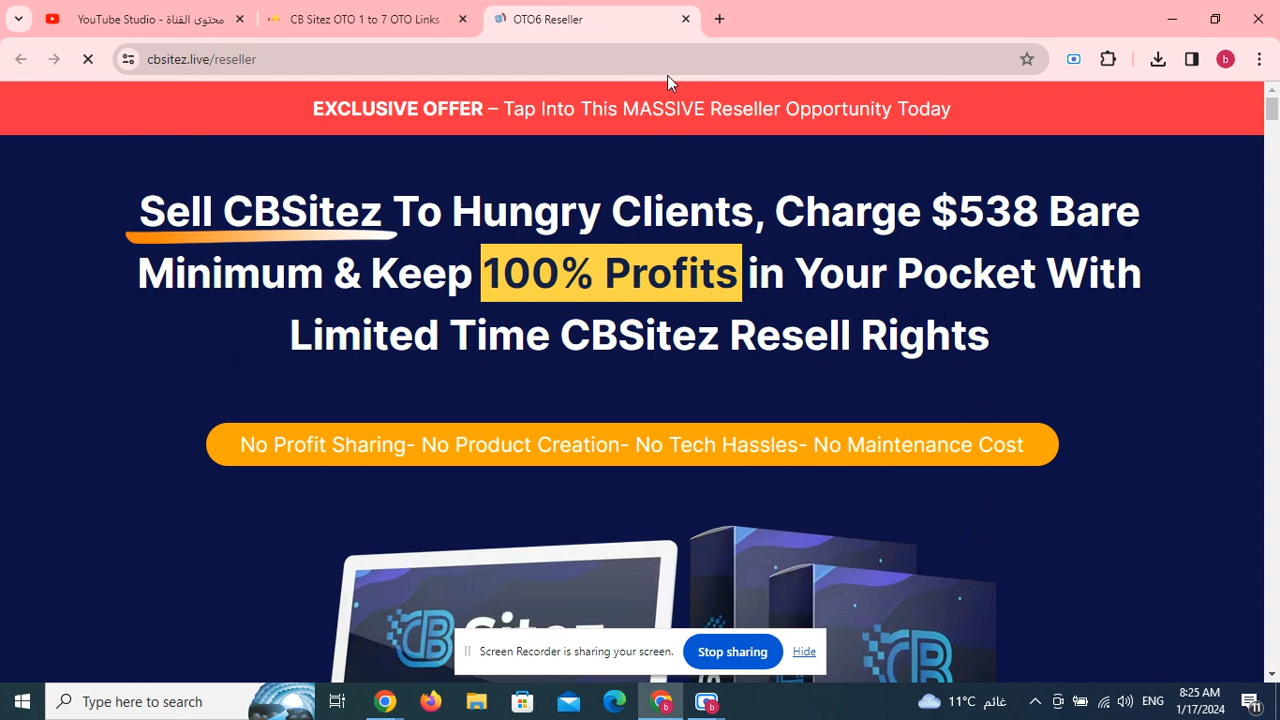 YouTube Studio - محتوى القناة
CB Sitez OTO 1 to 7 OTO Links
OTO6 Reseller
cbsitez.live/reseller
b
EXCLUSIVE OFFER – Tap Into This MASSIVE Reseller Opportunity Today
Sell CBSitez To Hungry Clients, Charge $538 Bare
Minimum & Keep 100% Profits in Your Pocket With
Limited Time CBSitez Resell Rights
No Profit Sharing- No Product Creation- No Tech Hassles- No Maintenance Cost
CB Sitez
CB
Screen Recorder is sharing your screen.
Stop sharing
Hide
Type here to search
b
b
11°C غائم
ENG
8:25 AM
1/17/2024
11